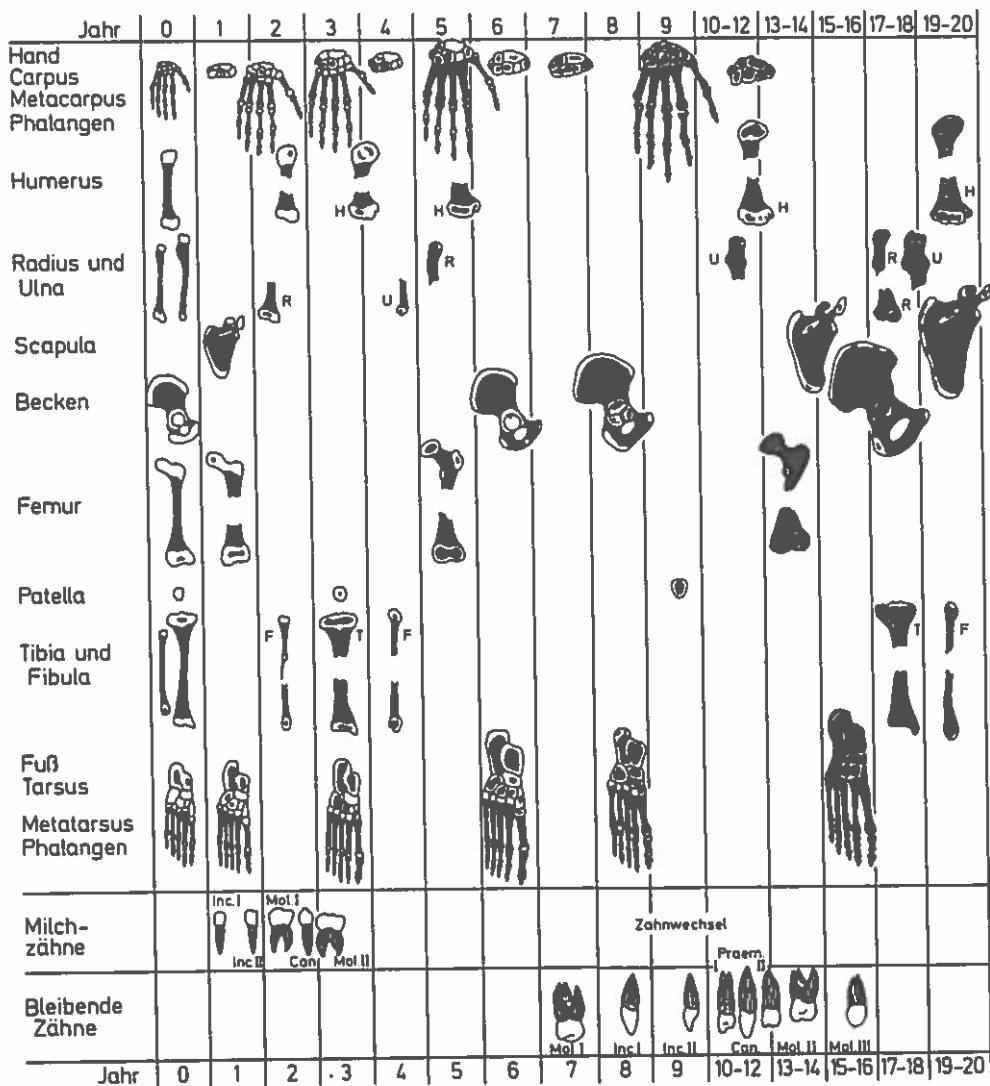 Jahr 0 1 2 3 4 5 6 7 8 9 10-12 13-14 15-16 17-18 19-20
Hand
Carpus
Metacarpus
Phalangen
Humerus
H H H H
Radius und
Ulna
R U R U R U R
Scapula
Becken
Femur
Patella
Tibia und
Fibula
F T F T F
Fuß
Tarsus
Metatarsus
Phalangen
Milch-
zähne
Inc.I Mol.I
Inc.II Can. Mol.II
Zahnwechsel
Bleibende
Zähne
Praem.
I II
Mol.I Inc.I Inc.II Can. Mol.II Mol.III
Jahr 0 1 2 . 3 4 5 6 7 8 9 10-12 13-14 15-16 17-18 19-20